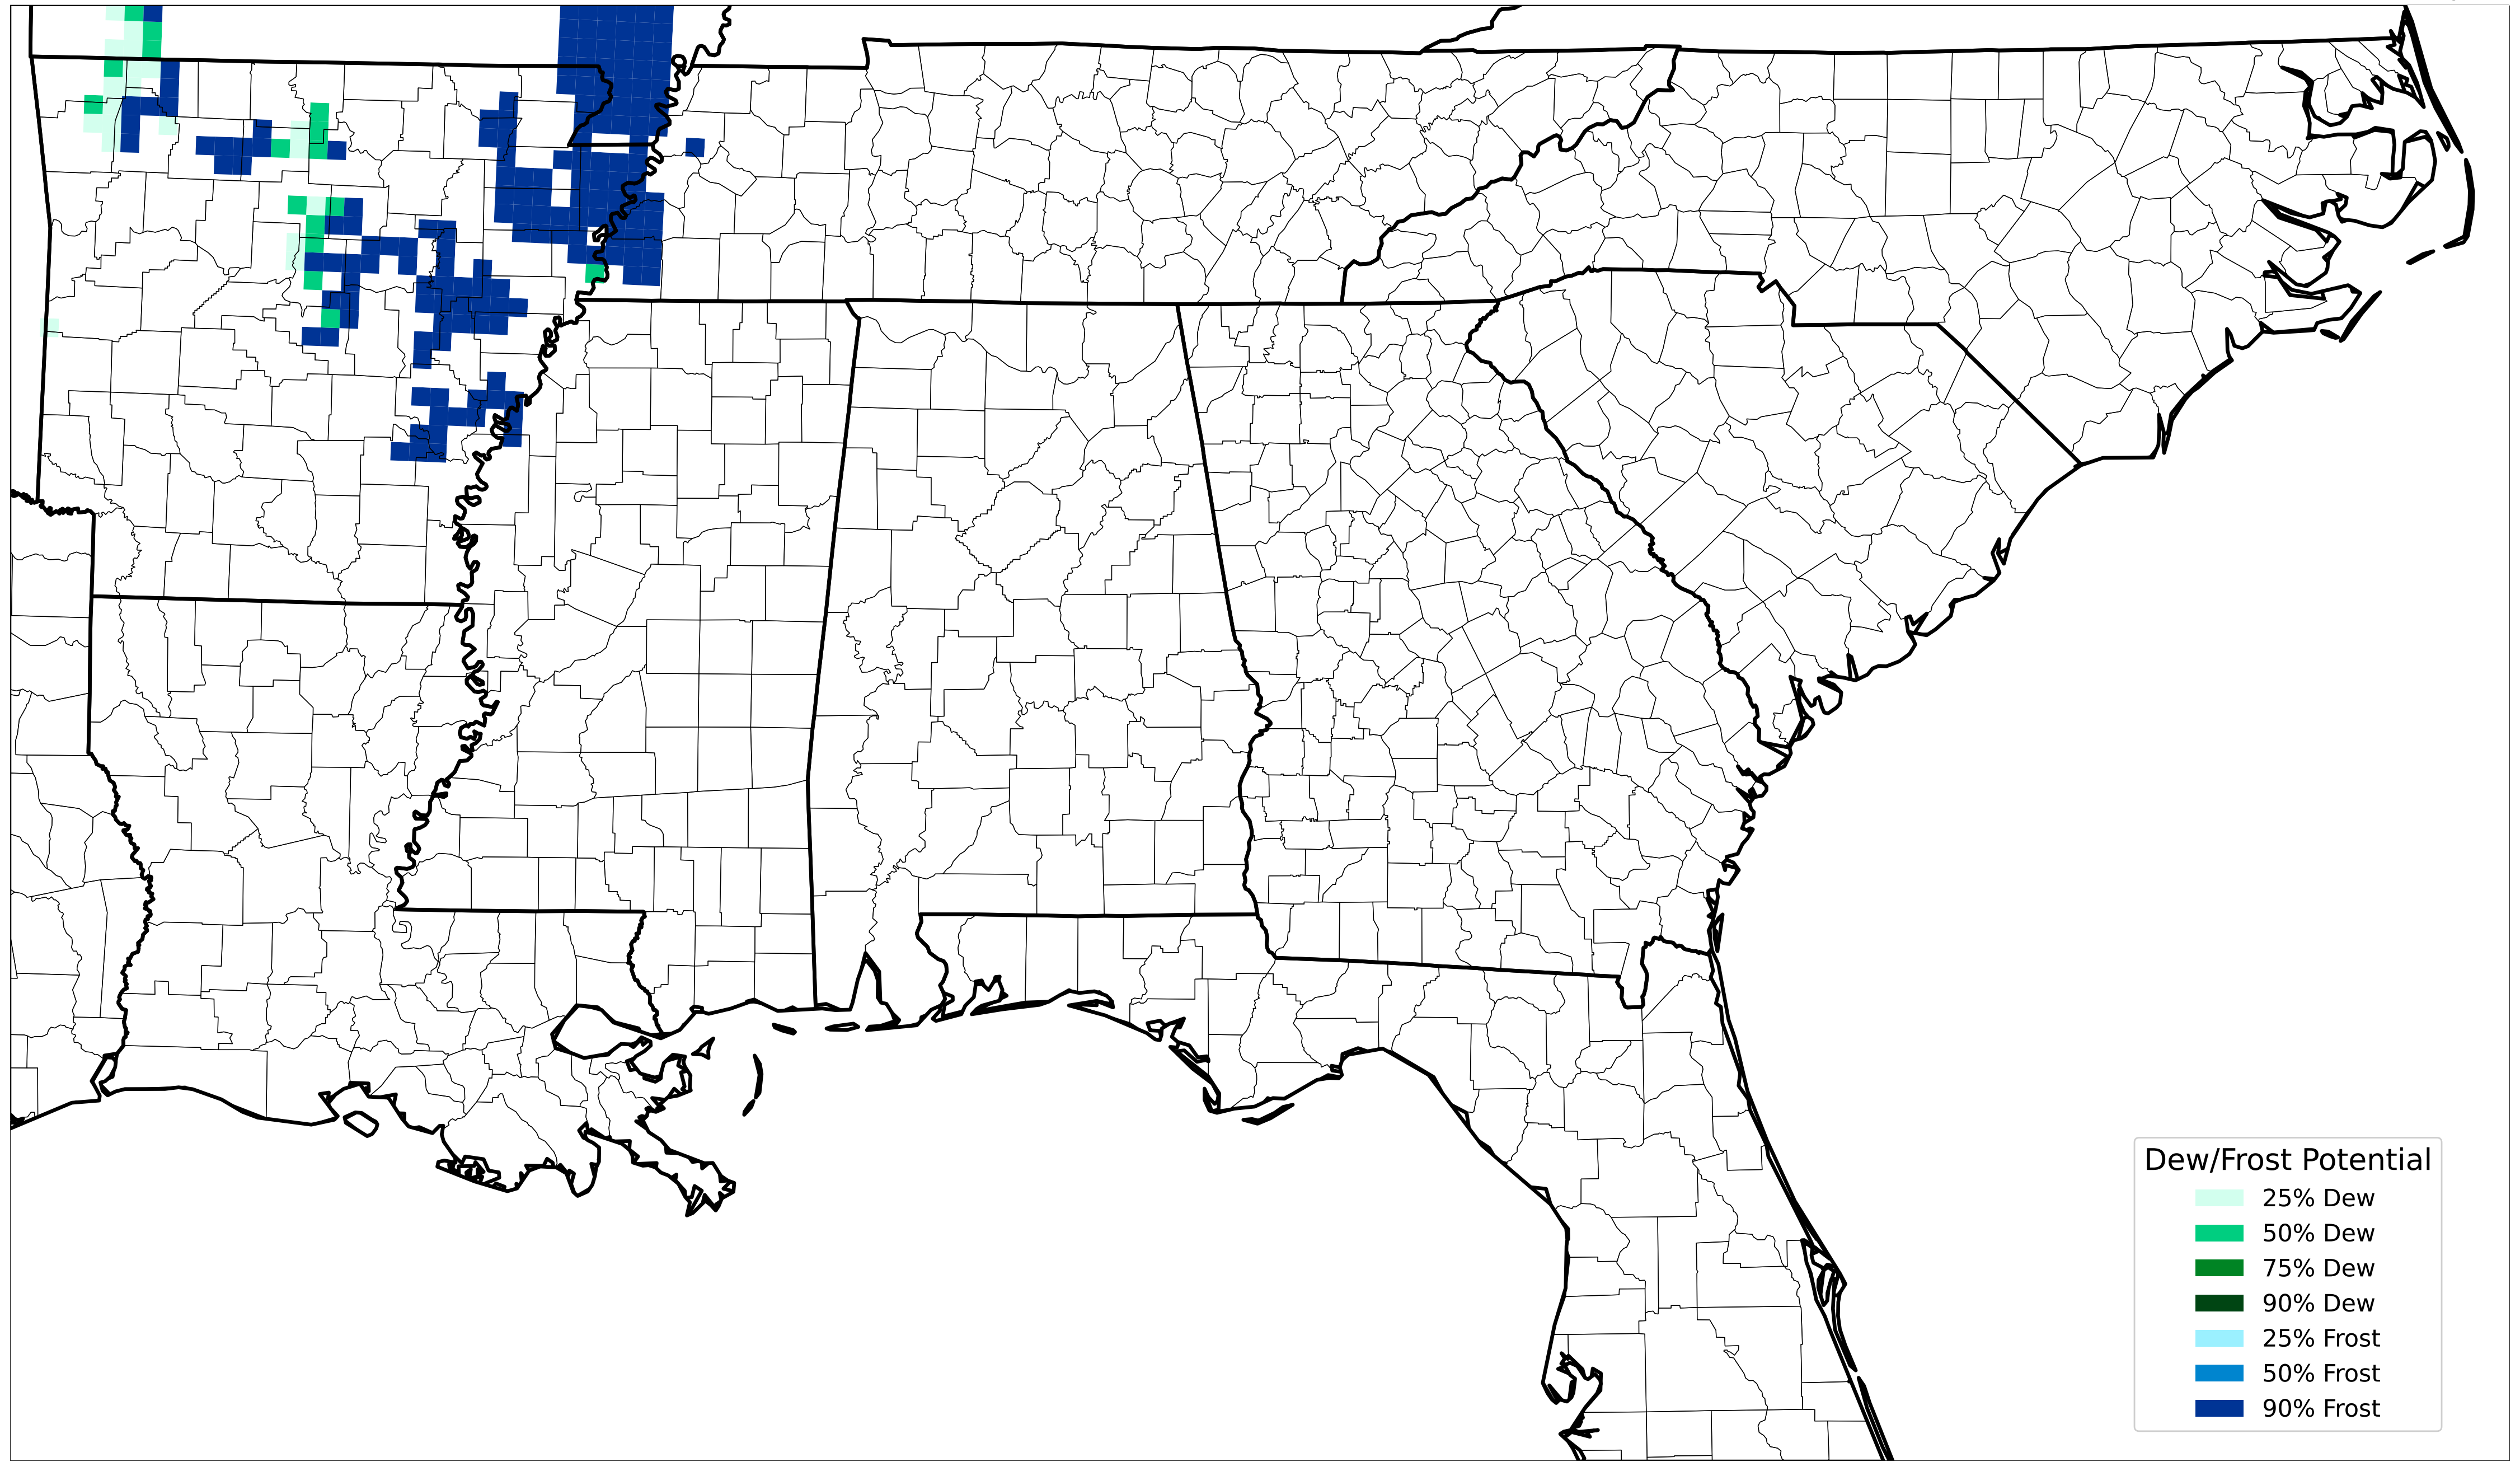 Dew/Frost Potential
25% Dew
50% Dew
75% Dew
90% Dew
25% Frost
50% Frost
90% Frost